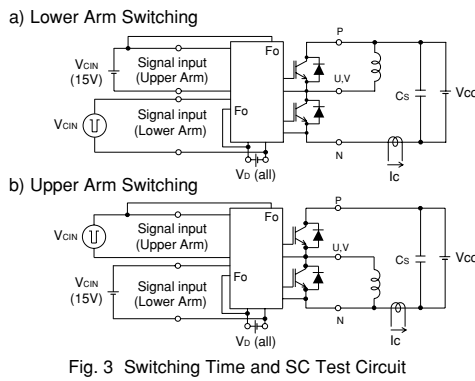 a) Lower Arm Switching
P
Fo
VCIN
(15V)
Signal input
(Upper Arm)
U,V
CS
Vcc
Signal input
(Lower Arm)
VCIN
Fo
N
VD (all)
Ic
b) Upper Arm Switching
P
Fo
VCIN
Signal input
(Upper Arm)
U,V
CS
Vcc
VCIN
(15V)
Signal input
(Lower Arm)
Fo
N
VD (all)
Ic
Fig. 3 Switching Time and SC Test Circuit